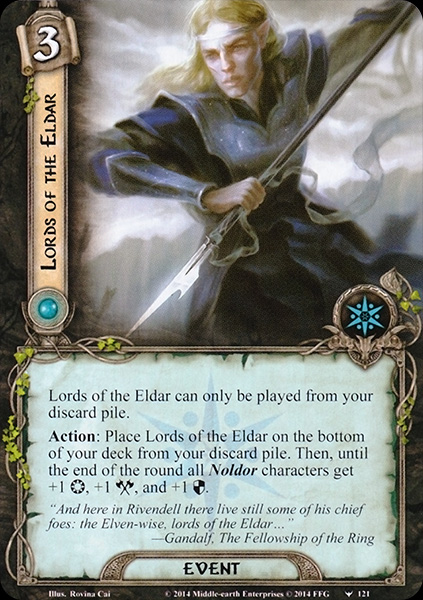 3
LORDS OF THE ELDAR
Lords of the Eldar can only be played from your
discard pile.
Action: Place Lords of the Eldar on the bottom
of your deck from your discard pile. Then, until
the end of the round all Noldor characters get
+1 , +1 , and +1 .
“And here in Rivendell there live still some of his chief
foes: the Elven-wise, lords of the Eldar…”
—Gandalf, The Fellowship of the Ring
EVENT
Illus. Rovina Cai © 2014 Middle-earth Enterprises © 2014 FFG 121